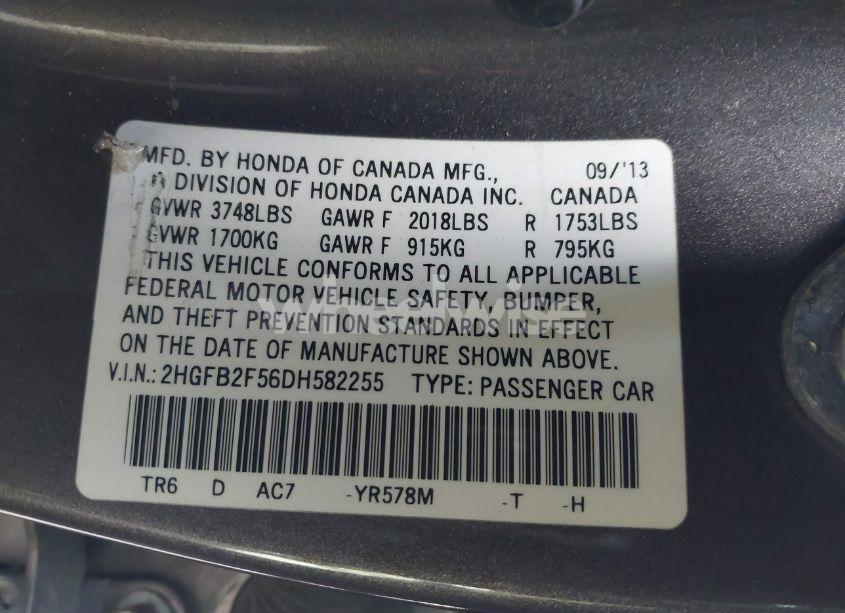 MFD. BY HONDA OF CANADA MFG., 09/'13
A DIVISION OF HONDA CANADA INC. CANADA
GVWR 3748LBS GAWR F 2018LBS R 1753LBS
GVWR 1700KG GAWR F 915KG R 795KG
THIS VEHICLE CONFORMS TO ALL APPLICABLE
FEDERAL MOTOR VEHICLE SAFETY, BUMPER,
wheelwise
AND THEFT PREVENTION STANDARDS IN EFFECT
ON THE DATE OF MANUFACTURE SHOWN ABOVE.
V.I.N.: 2HGFB2F56DH582255 TYPE: PASSENGER CAR
TR6 D AC7 -YR578M -T -H